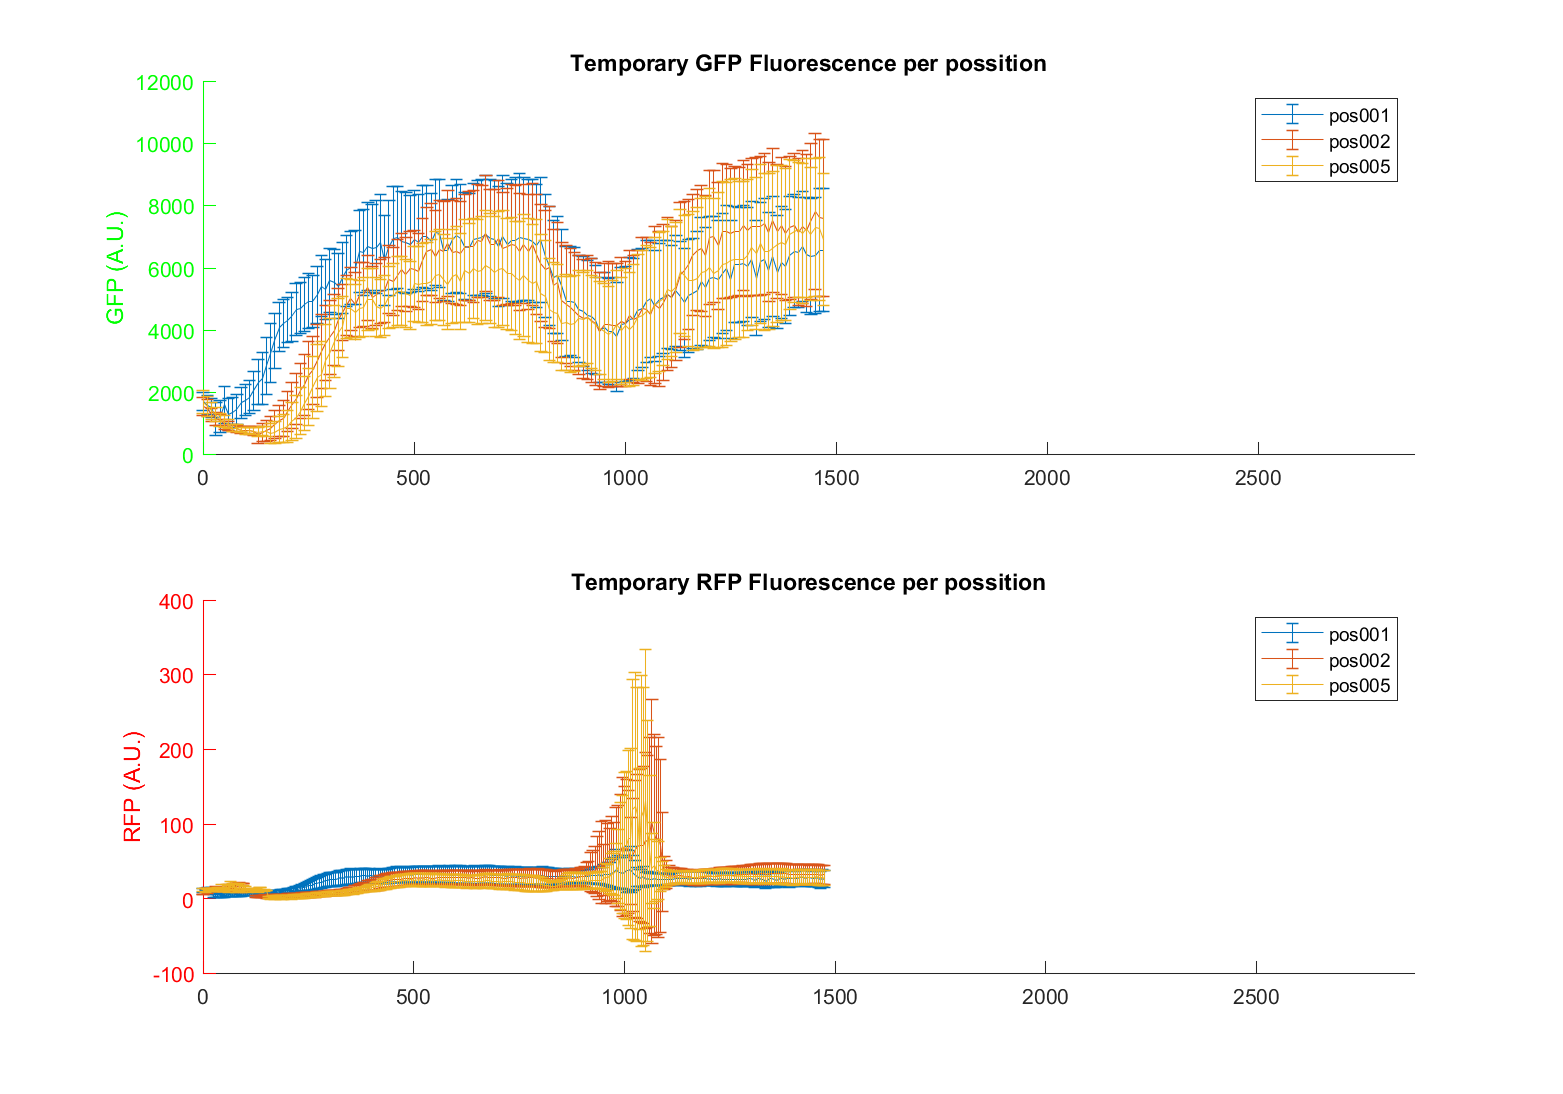 Temporary GFP Fluorescence per possition
12000
10000
8000
6000
4000
2000
0
GFP (A.U.)
0 500 1000 1500 2000 2500
pos001
pos002
pos005
Temporary RFP Fluorescence per possition
400
300
200
100
0
-100
RFP (A.U.)
0 500 1000 1500 2000 2500
pos001
pos002
pos005